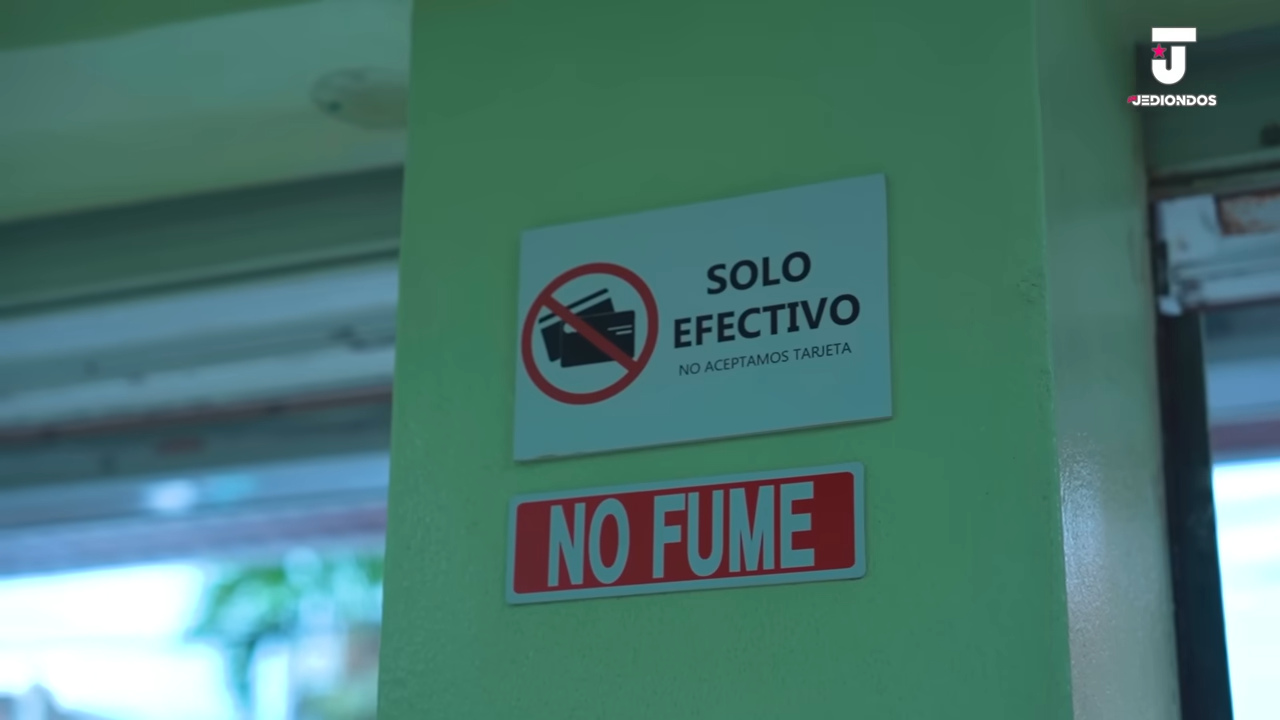 JEDIONDOS
SOLO
EFECTIVO
NO ACEPTAMOS TARJETA
NO FUME